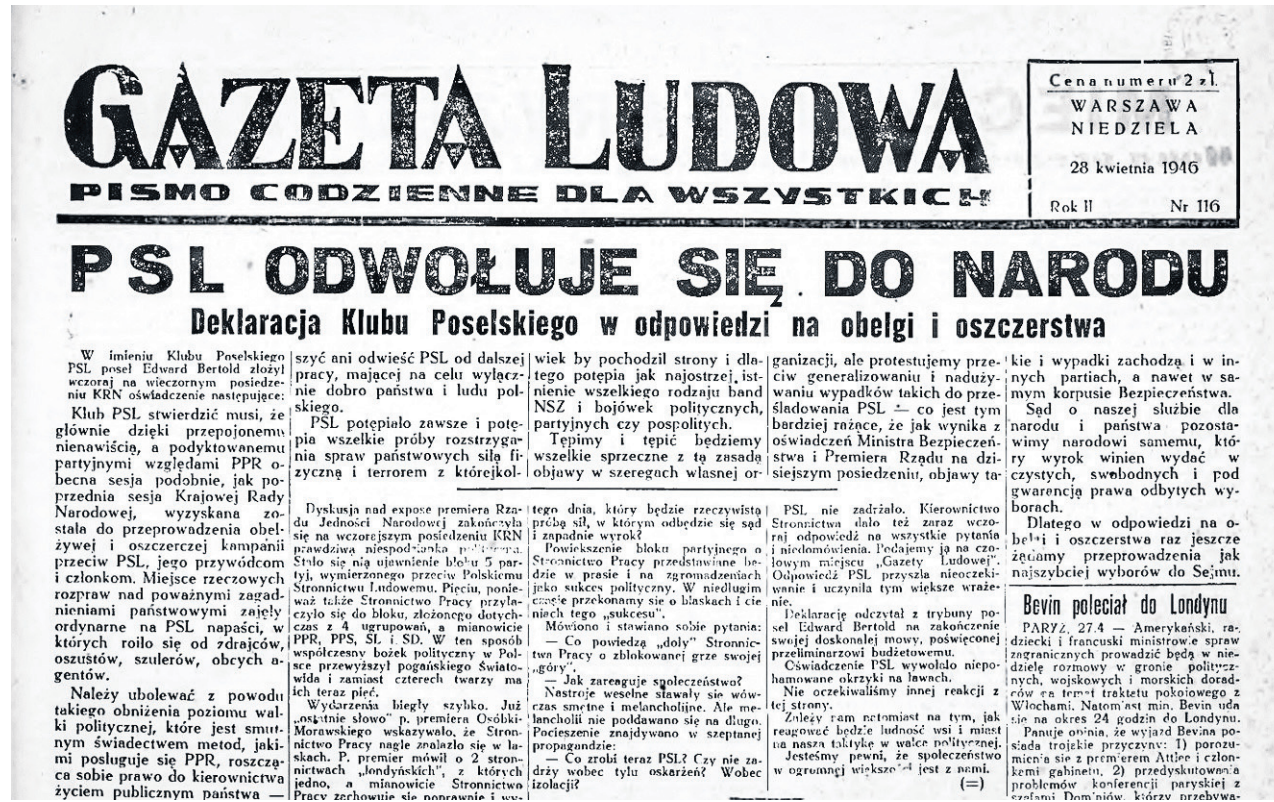 GAZETA LUDOWA
PISMO CODZIENNE DLA WSZYSTKICH
Cena numeru 2 zł.
WARSZAWA
NIEDZIELA
28 kwietnia 1946
Rok II Nr 116
PSL ODWOŁUJE SIĘ DO NARODU
Deklaracja Klubu Poselskiego w odpowiedzi na obelgi i oszczerstwa
W imieniu Klubu Poselskiego
PSL poseł Edward Bertold złożył
wczoraj na wieczornym posiedze-
niu KRN oświadczenie następujące:
Klub PSL stwierdzić musi, że
głównie dzięki przepojonemu
nienawiścią, a podyktowanemu
partyjnymi względami PPR o-
becna sesja podobnie, jak po-
przednia sesja Krajowej Rady
Narodowej, wyzyskana zo-
stała do przeprowadzenia obel-
żywej i oszczerczej kampanii
przeciw PSL, jego przywódcom
i członkom. Miejsce rzeczowych
rozpraw nad poważnymi zagad-
nieniami państwowymi zajęły
ordynarne na PSL napaści, w
których roiło się od zdrajców,
oszustów, szulerów, obcych a-
gentów.
Należy ubolewać z powodu
takiego obniżenia poziomu wal-
ki politycznej, które jest smut-
nym świadectwem metod, jaki-
mi posługuje się PPR, roszczą-
ca sobie prawo do kierownictwa
życiem publicznym państwa —
szyć ani odwieść PSL od dalszej
pracy, mającej na celu wyłącz-
nie dobro państwa i ludu pol-
skiego.
PSL potępiało zawsze i potę-
pia wszelkie próby rozstrzyga-
nia spraw państwowych siłą fi-
zyczną i terrorem z którejkol-
wiek by pochodził strony i dla-
tego potępia jak najostrzej ist-
nienie wszelkiego rodzaju band
NSZ i bojówek politycznych,
partyjnych czy pospolitych.
Tępimy i tępić będziemy
wszelkie sprzeczne z tą zasadą
objawy w szeregach własnej or-
ganizacji, ale protestujemy prze-
ciw generalizowaniu i naduży-
waniu wypadków takich do prze-
śladowania PSL — co jest tym
bardziej rażące, że jak wynika z
oświadczeń Ministra Bezpieczeń-
stwa i Premiera Rządu na dzi-
siejszym posiedzeniu, objawy ta-
kie i wypadki zachodzą i w in-
nych partiach, a nawet w sa-
mym korpusie Bezpieczeństwa.
Sąd o naszej służbie dla
narodu i państwa pozosta-
wimy narodowi samemu, któ-
ry wyrok winien wydać w
czystych, swobodnych i pod
gwarencją prawa odbytych wy-
borach.
Dlatego w odpowiedzi na o-
belgi i oszczerstwa raz jeszcze
żądamy przeprowadzenia jak
najszybciej wyborów do Sejmu.
Dyskusja nad expose premiera Rzą-
du Jedności Narodowej zakończyła
się na wczorajszym posiedzeniu KRN
prawdziwą niespodzianką
Stało się nią ujawnienie bloku 5 par-
tyj, wymierzonego przeciw Polskiemu
Stronnictwu Ludowemu. Pięciu, ponie-
waż także Stronnictwo Pracy przyłą-
czyło się do bloku, złożonego dotych-
czas z 4 ugrupowań, a mianowicie
PPR, PPS, SL i SD. W ten sposób
współczesny bożek polityczny w Pol-
sce przewyższył pogańskiego Świato-
wida i zamiast czterech twarzy ma
ich teraz pięć.
Wydarzenia biegły szybko. Już
„ostatnie słowo” p. premiera Osóbki-
Morawskiego wskazywało, że Stron-
nictwo Pracy nagle znalazło się w ła-
skach. P. premier mówił o 2 stron-
nictwach „londyńskich”, z których
jedno, a mianowicie Stronnictwo
Pracy zachowuje się poprawnie i wy-
tego dnia, który będzie rzeczywistą
próbą sił, w którym odbędzie się sąd
i zapadnie wyrok?
Powiększenie bloku partyjnego o
Stronnictwo Pracy przedstawiane bę-
dzie w prasie i na zgromadzeniach
jako sukces polityczny. W niedługim
czasie przekonamy się o blaskach i cie
niach tego „sukcesu”.
Mówiono i stawiano sobie pytania:
— Co powiedzą „doły” Stronnic-
twa Pracy o zblokowanej grze swojej
„góry”.
— Jak zareaguje społeczeństwo?
Nastroje weselne stawały się wów-
czas smętne i melancholijne. Ale me-
lancholii nie poddawano się na długo.
Pocieszenie znajdywano w szeptanej
propagandzie:
— Co zrobi teraz PSL? Czy nie za-
drży wobec tylu oskarżeń? Wobec
izolacji?
PSL nie zadrżało. Kierownictwo
Stronnictwa dało też zaraz wczo-
raj odpowiedź na wszystkie pytania
i niedomówienia. Podajemy ją na czo-
łowym miejscu „Gazety Ludowej”.
Odpowiedź PSL przyszła nieoczeki-
wanie i uczyniła tym większe wraże-
nie.
Deklarację odczytał z trybuny po-
seł Edward Bertold na zakończenie
swojej doskonałej mowy, poświęconej
preliminarzowi budżetowemu.
Oświadczenie PSL wywołało niepo-
hamowane okrzyki na ławach.
Nie oczekiwaliśmy innej reakcji z
tej strony.
Zależy nam natomiast na tym, jak
reagować będzie ludność wsi i miast
na naszą taktykę w walce politycznej.
Jesteśmy pewni, że społeczeństwo
w ogromnej większości jest z nami.
(=)
Bevin poleciał do Londynu
PARYŻ, 27.4 — Amerykański, ra-
dziecki i francuski ministrowie spraw
zagranicznych prowadzić będą w nie-
dzielę rozmowy w gronie politycz-
nych, wojskowych i morskich dorad-
ców na temat traktatu pokojowego z
Włochami. Natomiast min. Bevin uda
się na okres 24 godzin do Londynu.
Panuje opinia, że wyjazd Bevina po-
siada trojakie przyczyny: 1) porozu-
mienia się z premierem Attlee i człon-
kami gabinetu, 2) przedyskutowania
problemów konferencji paryskiej z
szefami Dominiów, którzy przebywa-